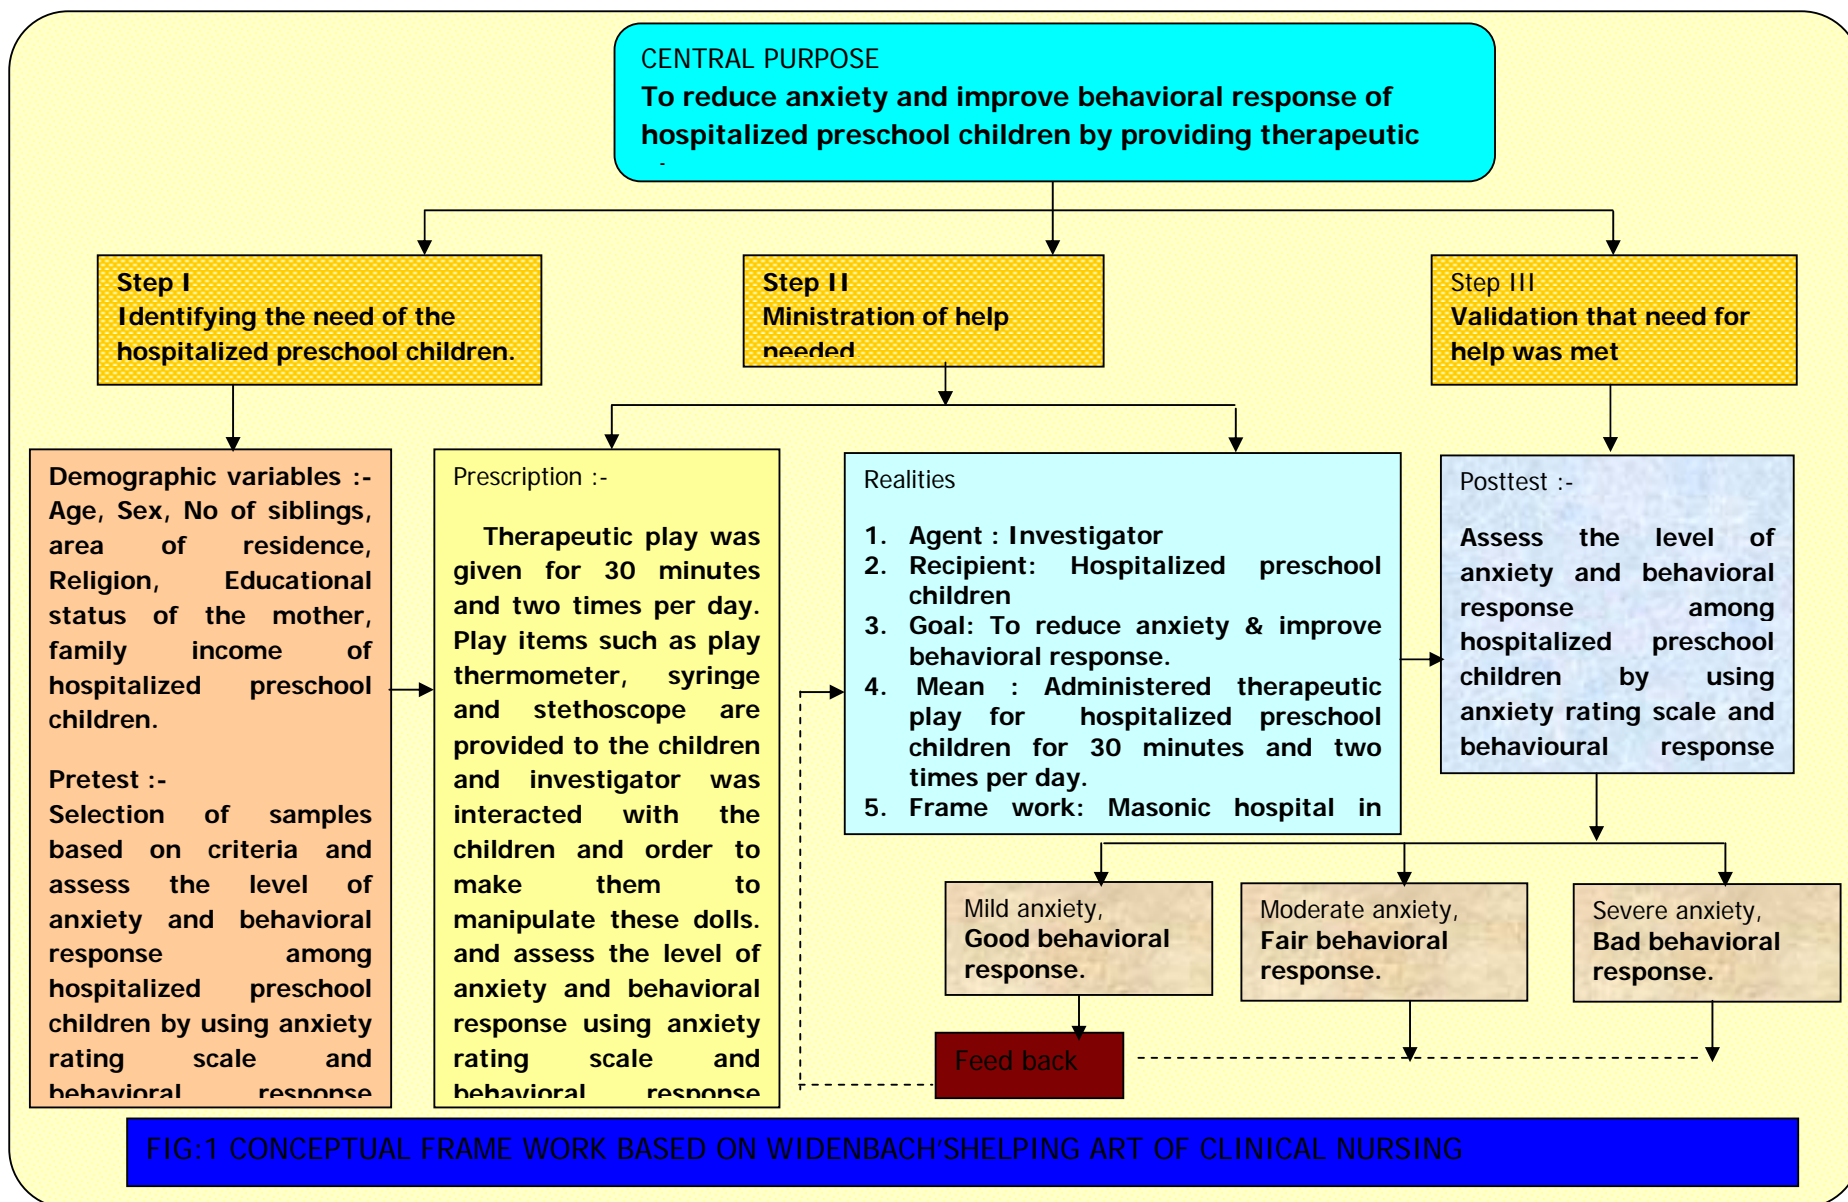 CENTRAL PURPOSE
To reduce anxiety and improve behavioral response of
hospitalized preschool children by providing therapeutic
Step I
Identifying the need of the
hospitalized preschool children.
Step II
Ministration of help
needed
Step III
Validation that need for
help was met
Demographic variables :-
Age, Sex, No of siblings,
area of residence,
Religion, Educational
status of the mother,
family income of
hospitalized preschool
children.
Pretest :-
Selection of samples
based on criteria and
assess the level of
anxiety and behavioral
response among
hospitalized preschool
children by using anxiety
rating scale and
behavioral response
Prescription :-
Therapeutic play was
given for 30 minutes
and two times per day.
Play items such as play
thermometer, syringe
and stethoscope are
provided to the children
and investigator was
interacted with the
children and order to
make them to
manipulate these dolls.
and assess the level of
anxiety and behavioral
response using anxiety
rating scale and
behavioral response
Realities
1. Agent : Investigator
2. Recipient: Hospitalized preschool
children
3. Goal: To reduce anxiety & improve
behavioral response.
4. Mean : Administered therapeutic
play for hospitalized preschool
children for 30 minutes and two
times per day.
5. Frame work: Masonic hospital in
Posttest :-
Assess the level of
anxiety and behavioral
response among
hospitalized preschool
children by using
anxiety rating scale and
behavioural response
Mild anxiety,
Good behavioral
response.
Moderate anxiety,
Fair behavioral
response.
Severe anxiety,
Bad behavioral
response.
Feed back
FIG:1 CONCEPTUAL FRAME WORK BASED ON WIDENBACH'SHELPING ART OF CLINICAL NURSING